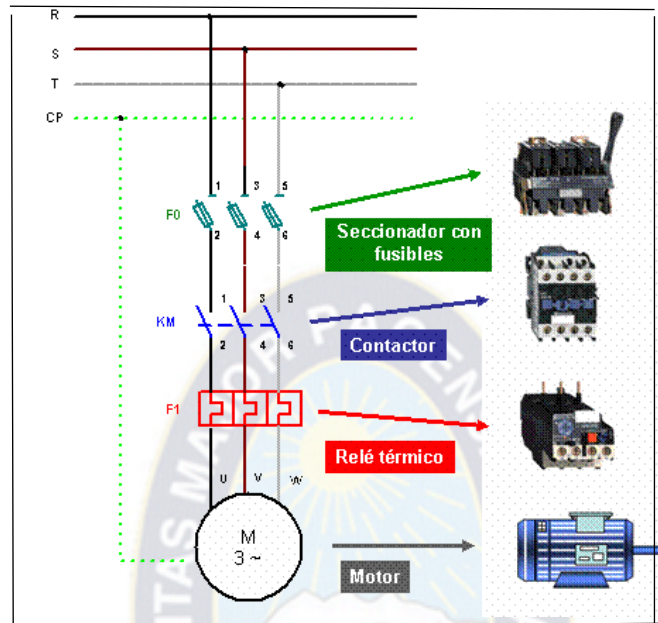 R
S
T
CP
1 3 5
F0
2 4 6
Seccionador con
fusibles
1 3 5
KM
2 4 6
Contactor
F1
Relé térmico
U V W
M
3 ~
Motor